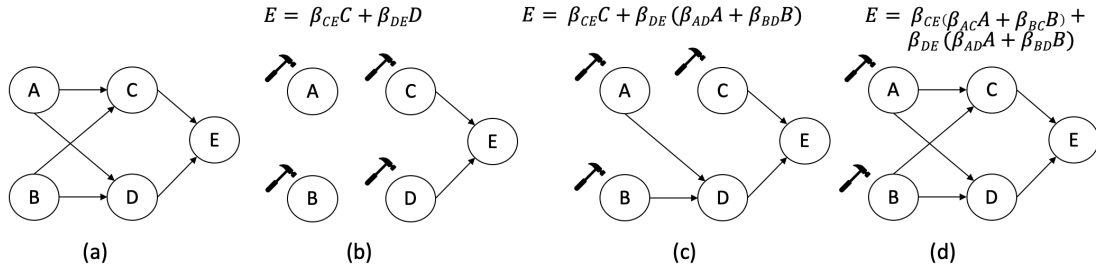 E = β_CE C + β_DE D
E = β_CE C + β_DE (β_AD A + β_BD B)
E = β_CE (β_AC A + β_BC B) +
β_DE (β_AD A + β_BD B)
A
C
E
B
D
(a)
A
C
E
B
D
(b)
A
C
E
B
D
(c)
A
C
E
B
D
(d)